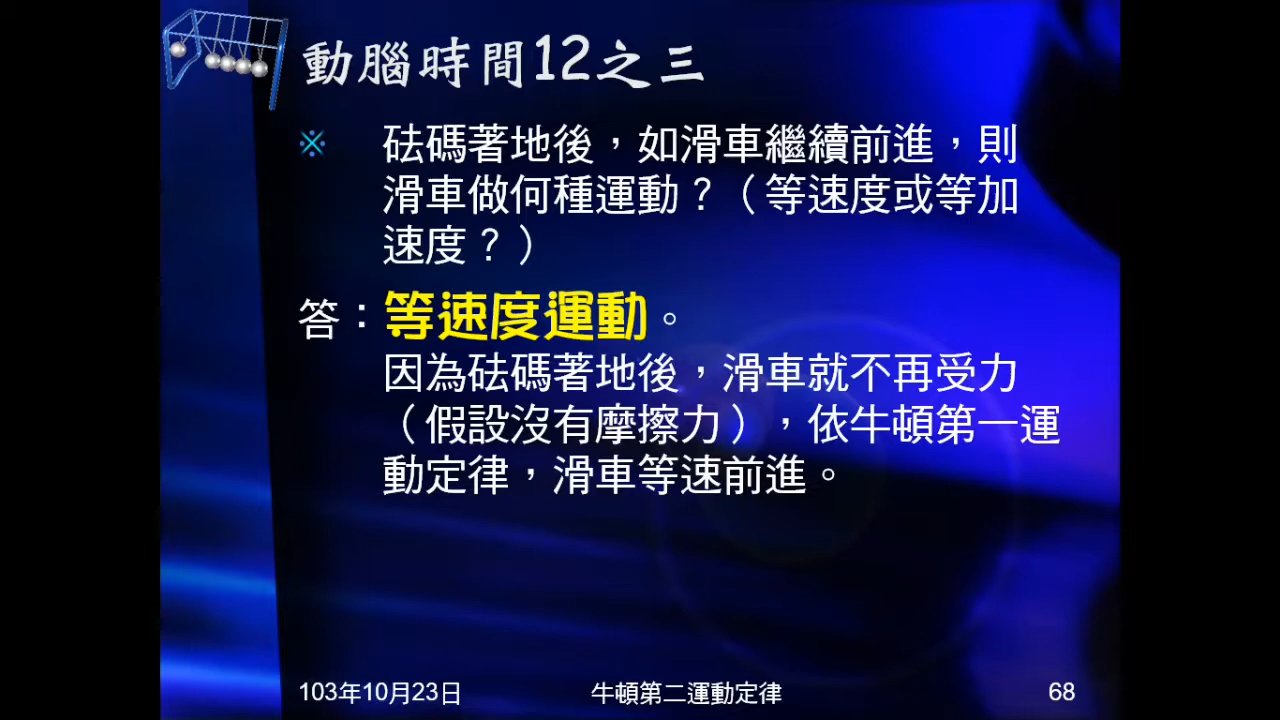 動腦時間12之三
※ 砝碼著地後，如滑車繼續前進，則
滑車做何種運動？（等速度或等加
速度？）
答：等速度運動。
因為砝碼著地後，滑車就不再受力
（假設沒有摩擦力），依牛頓第一運
動定律，滑車等速前進。
103年10月23日
牛頓第二運動定律
68